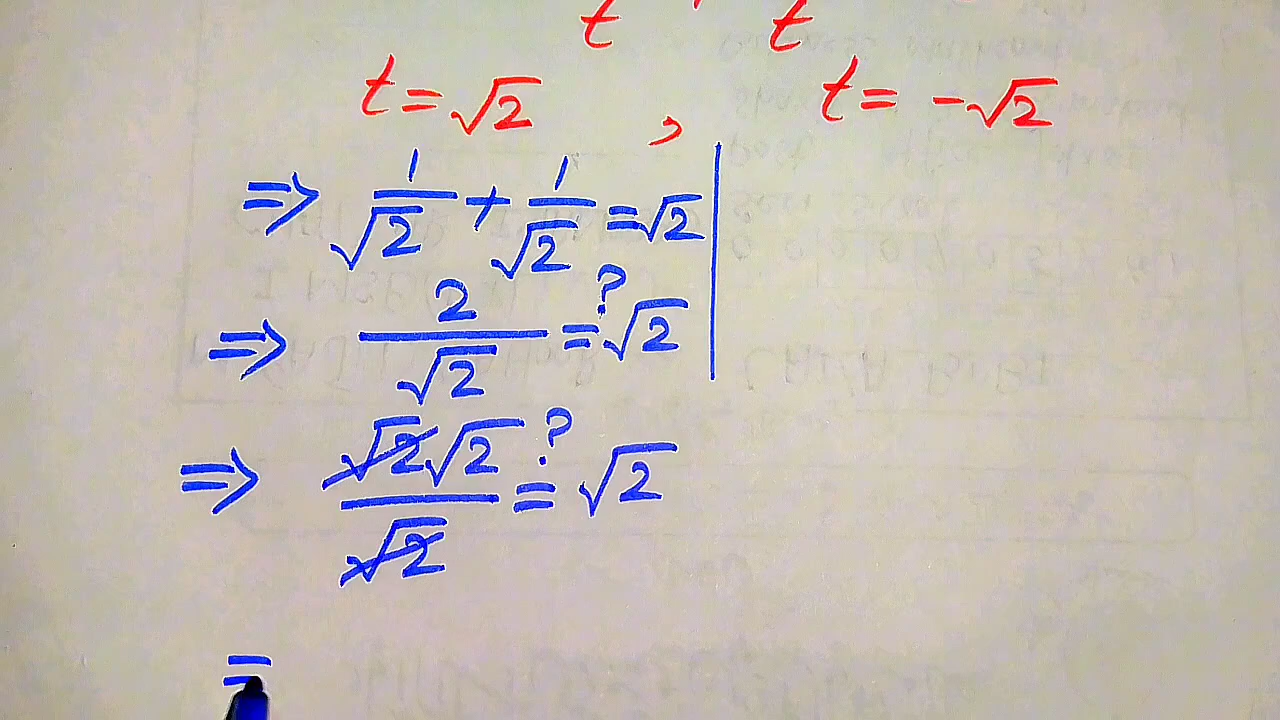 t t
t = √2 , t = -√2
⇒ 1/√2 + 1/√2 = √2
⇒ 2/√2 =? √2
⇒ √2√2/√2 =? √2
=